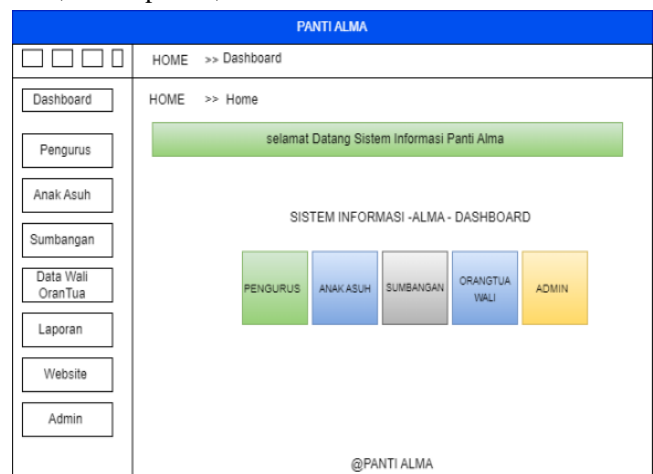 PANTI ALMA
HOME >> Dashboard
Dashboard
Pengurus
Anak Asuh
Sumbangan
Data Wali
OranTua
Laporan
Website
Admin
HOME >> Home
selamat Datang Sistem Informasi Panti Alma
SISTEM INFORMASI -ALMA - DASHBOARD
PENGURUS
ANAK ASUH
SUMBANGAN
ORANGTUA
WALI
ADMIN
@PANTI ALMA